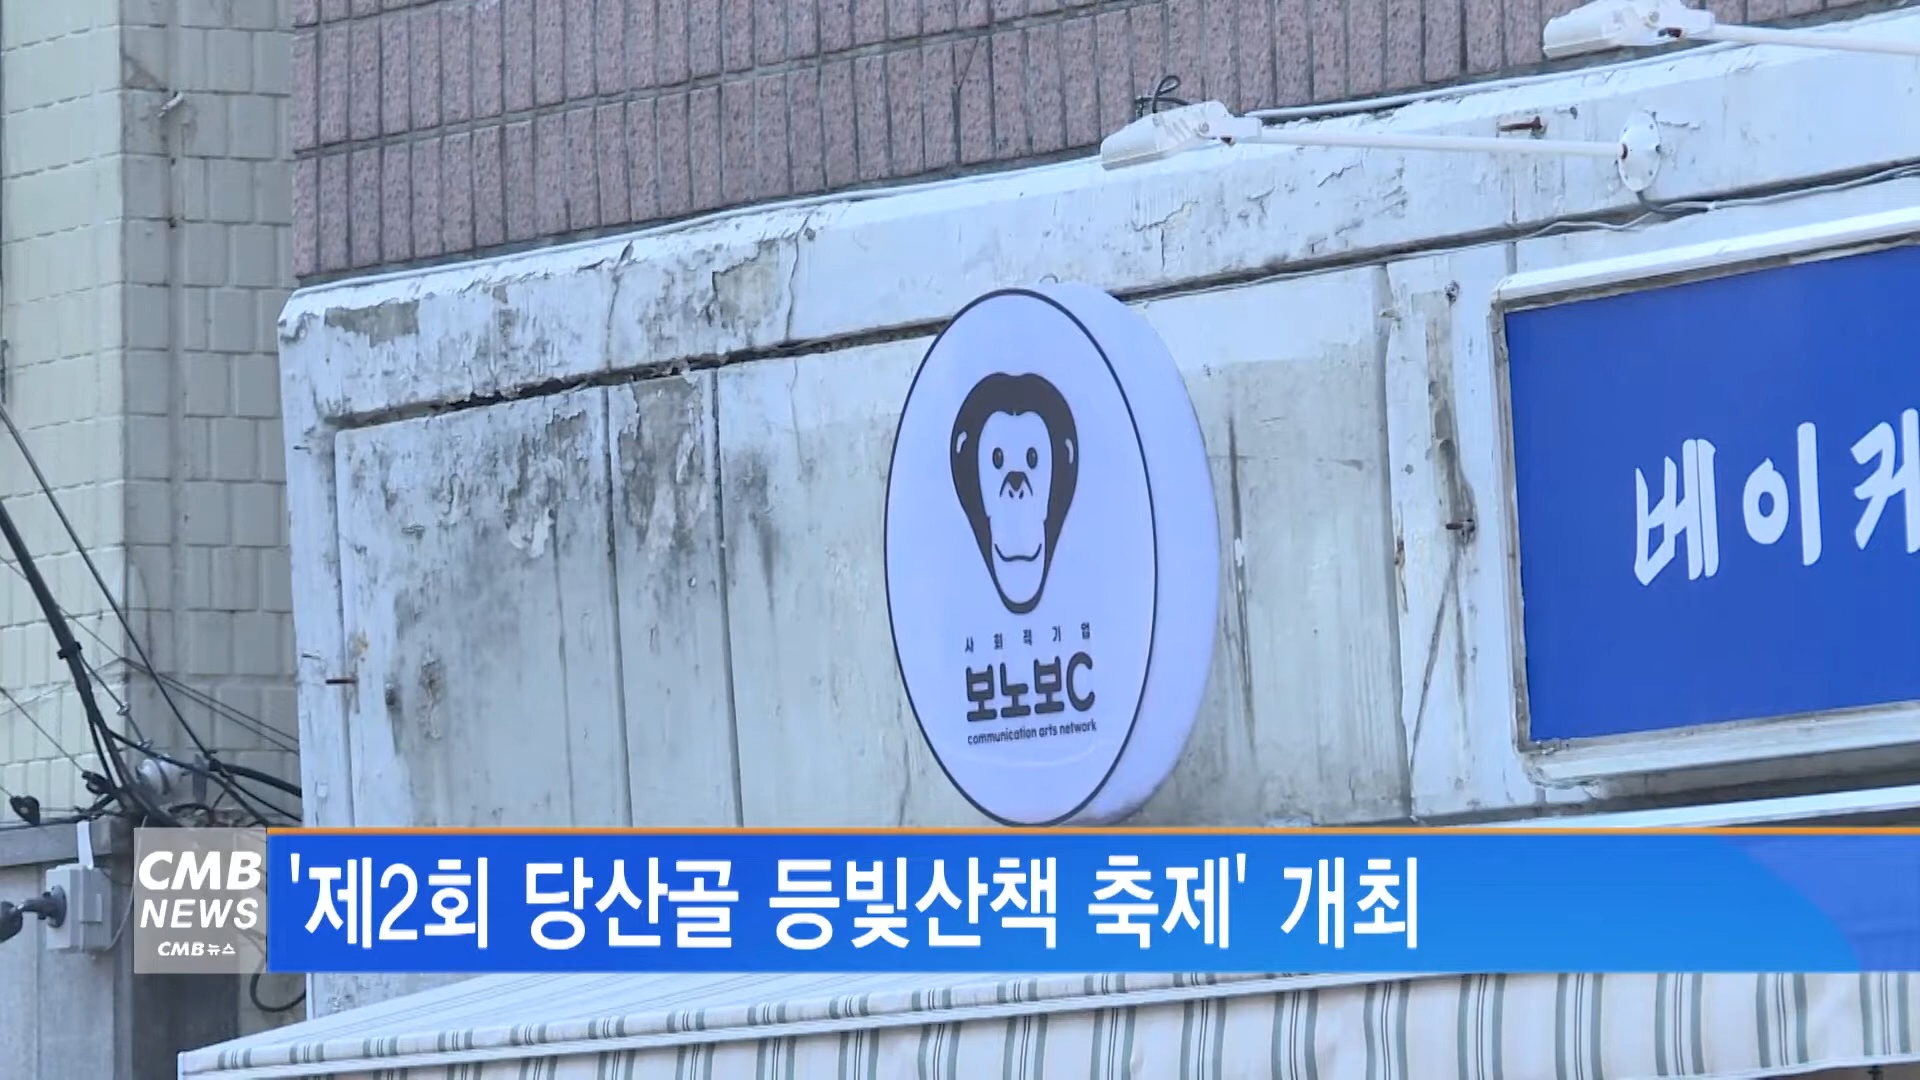 베이커
사회적기업
보노보C
communication arts network
CMB
NEWS
CMB뉴스
'제2회 당산골 등빛산책 축제' 개최